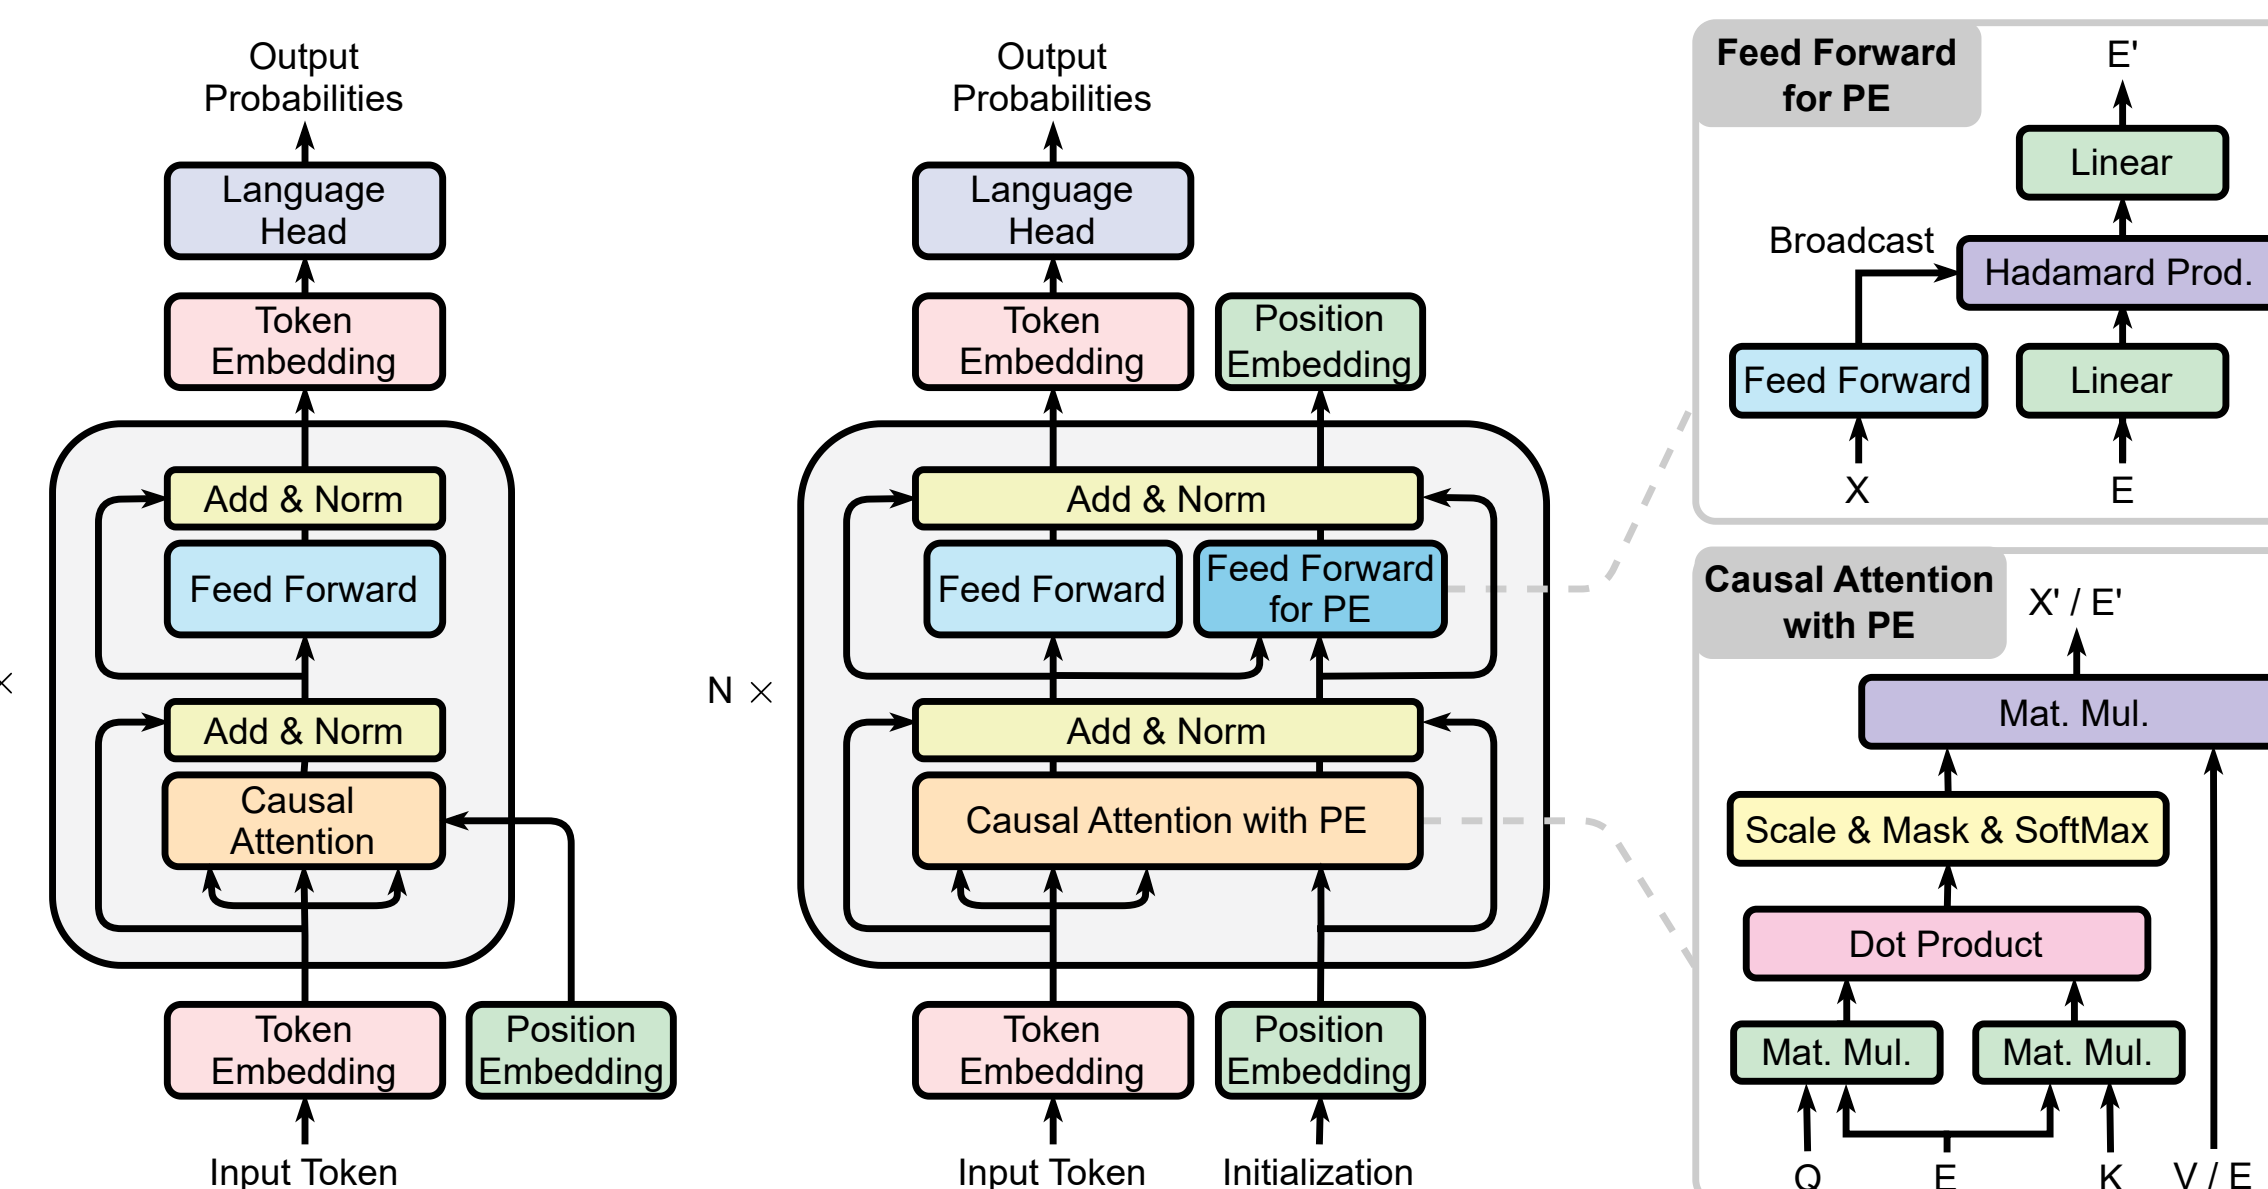 Output
Probabilities
Language
Head
Token
Embedding
Add & Norm
Feed Forward
Add & Norm
Causal
Attention
Token
Embedding
Position
Embedding
Input Token
×
Output
Probabilities
Language
Head
Token
Embedding
Position
Embedding
Add & Norm
Feed Forward
Feed Forward
for PE
N ×
Add & Norm
Causal Attention with PE
Token
Embedding
Position
Embedding
Input Token
Initialization
Feed Forward
for PE
E'
Linear
Broadcast
Hadamard Prod.
Feed Forward
Linear
X
E
Causal Attention
with PE
X' / E'
Mat. Mul.
Scale & Mask & SoftMax
Dot Product
Mat. Mul.
Mat. Mul.
Q
E
K
V / E